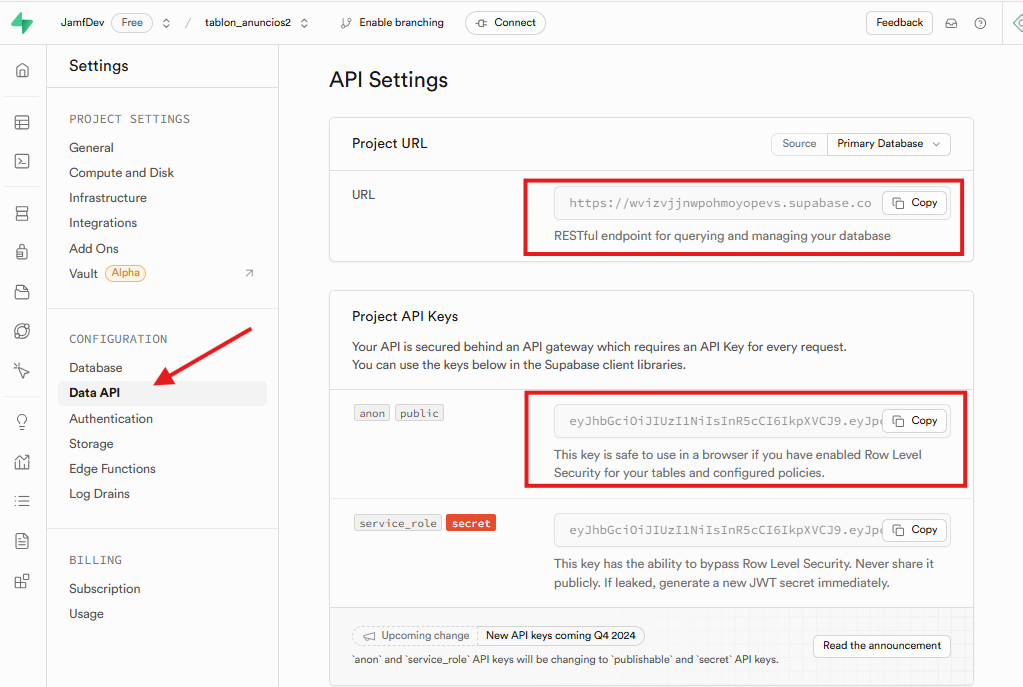 JamfDev Free / tablon_anuncios2 Enable branching Connect Feedback
Settings
PROJECT SETTINGS
General
Compute and Disk
Infrastructure
Integrations
Add Ons
Vault Alpha
CONFIGURATION
Database
Data API
Authentication
Storage
Edge Functions
Log Drains
BILLING
Subscription
Usage
API Settings
Project URL
Source Primary Database
URL
https://wvizvjjnwpohmoyopevs.supabase.co Copy
RESTful endpoint for querying and managing your database
Project API Keys
Your API is secured behind an API gateway which requires an API Key for every request.
You can use the keys below in the Supabase client libraries.
anon public
eyJhbGciOiJIUzI1NiIsInR5cCI6IkpXVCJ9.eyJpc Copy
This key is safe to use in a browser if you have enabled Row Level
Security for your tables and configured policies.
service_role secret
eyJhbGciOiJIUzI1NiIsInR5cCI6IkpXVCJ9.eyJpc Copy
This key has the ability to bypass Row Level Security. Never share it
publicly. If leaked, generate a new JWT secret immediately.
Upcoming change New API keys coming Q4 2024
`anon` and `service_role` API keys will be changing to `publishable` and `secret` API keys.
Read the announcement